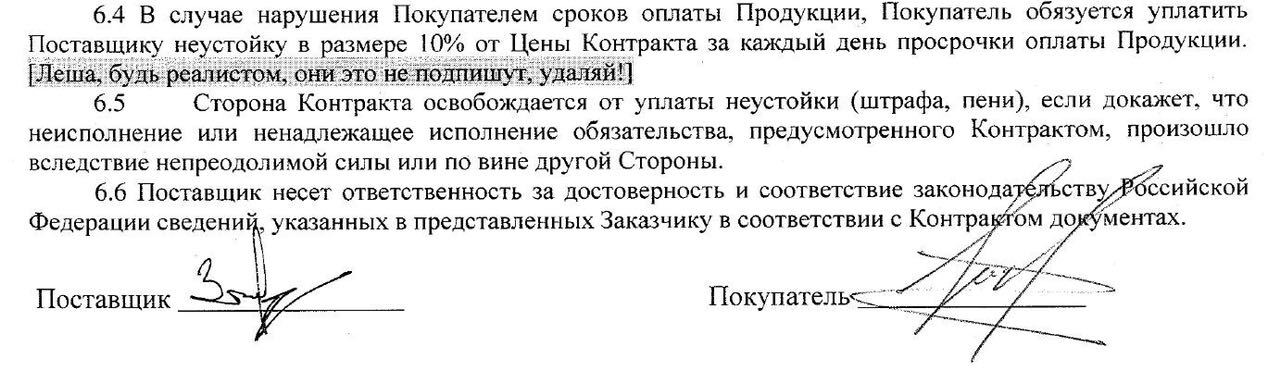 6.4 В случае нарушения Покупателем сроков оплаты Продукции, Покупатель обязуется уплатить
Поставщику неустойку в размере 10% от Цены Контракта за каждый день просрочки оплаты Продукции.
[Леша, будь реалистом, они это не подпишут, удаляй!]
6.5 Сторона Контракта освобождается от уплаты неустойки (штрафа, пени), если докажет, что
неисполнение или ненадлежащее исполнение обязательства, предусмотренного Контрактом, произошло
вследствие непреодолимой силы или по вине другой Стороны.
6.6 Поставщик несет ответственность за достоверность и соответствие законодательству Российской
Федерации сведений, указанных в представленных Заказчику в соответствии с Контрактом документах.
Поставщик
Покупатель